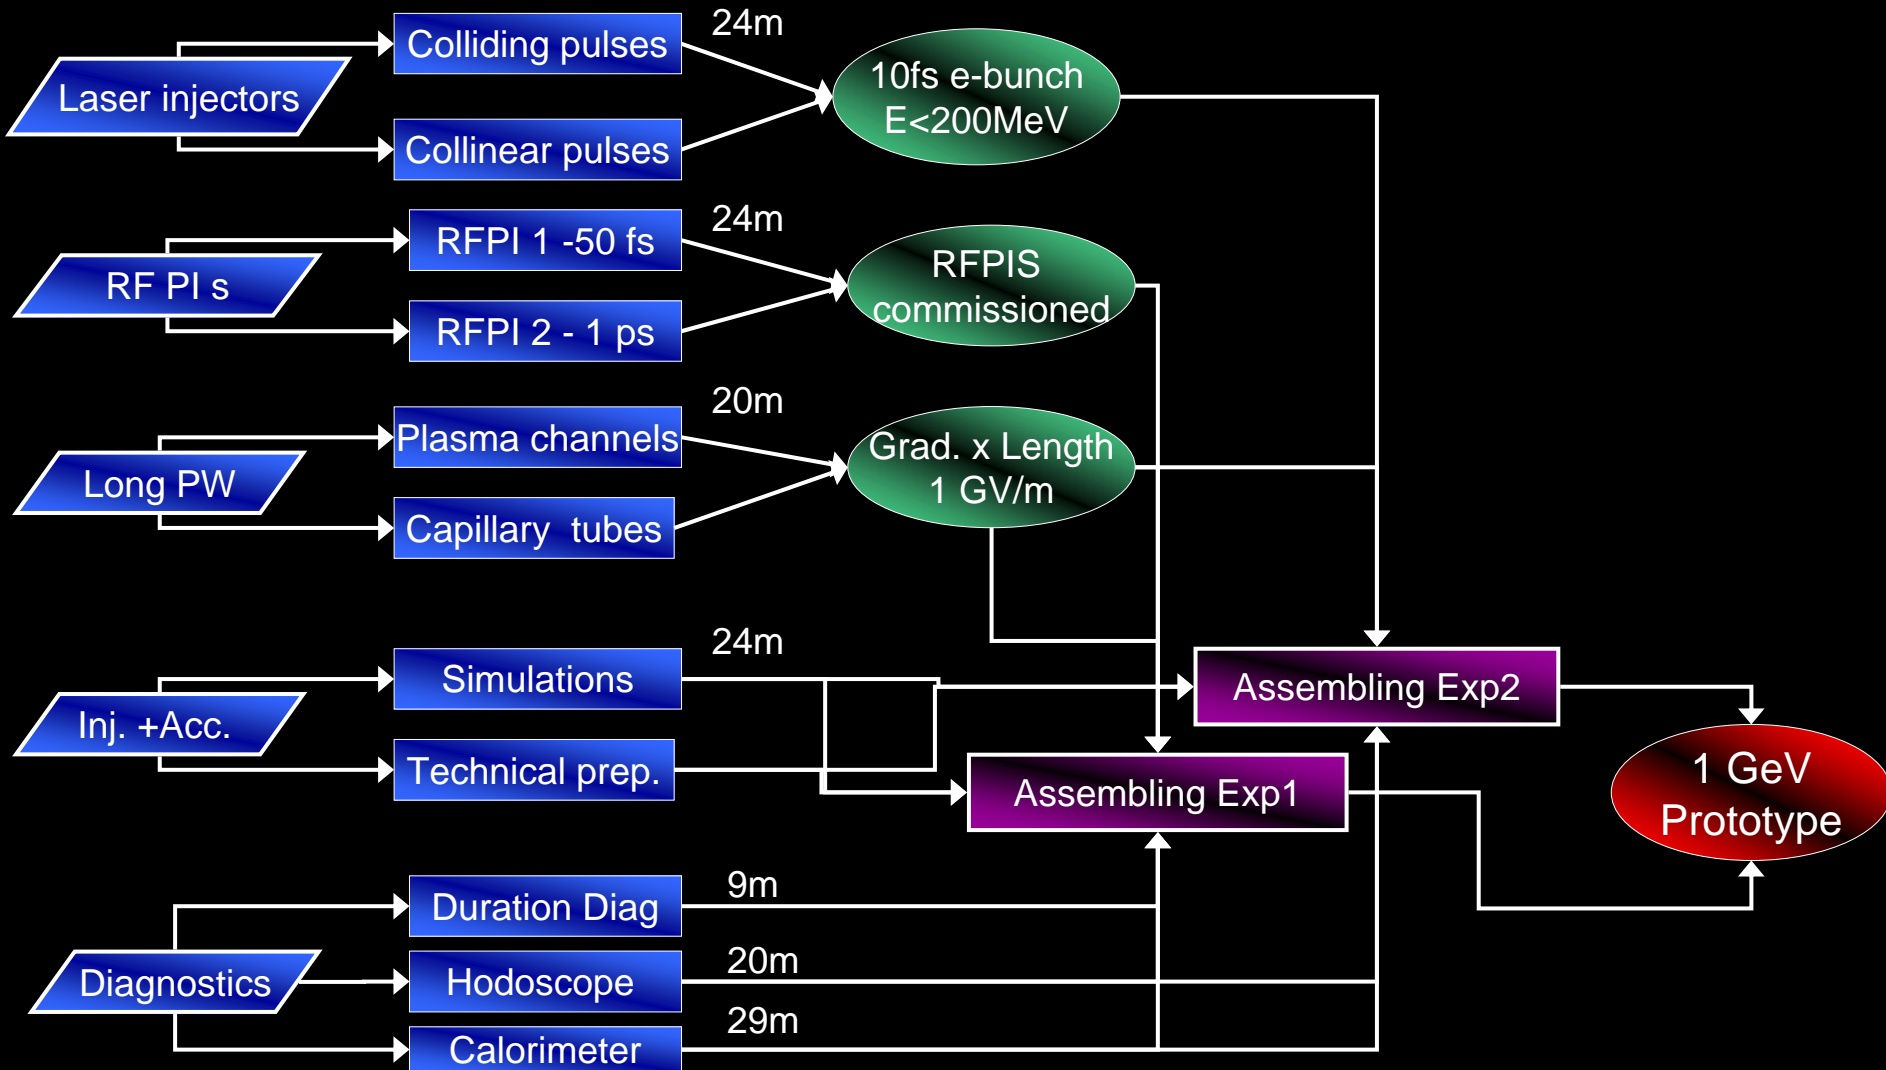 Laser injectors
Colliding pulses
24m
Collinear pulses
10fs e-bunch
E<200MeV
RF PI s
RFPI 1 -50 fs
24m
RFPI 2 - 1 ps
RFPIS
commissioned
Long PW
Plasma channels
20m
Capillary tubes
Grad. x Length
1 GV/m
Inj. +Acc.
Simulations
24m
Technical prep.
Assembling Exp2
Assembling Exp1
1 GeV
Prototype
Diagnostics
Duration Diag
9m
Hodoscope
20m
Calorimeter
29m